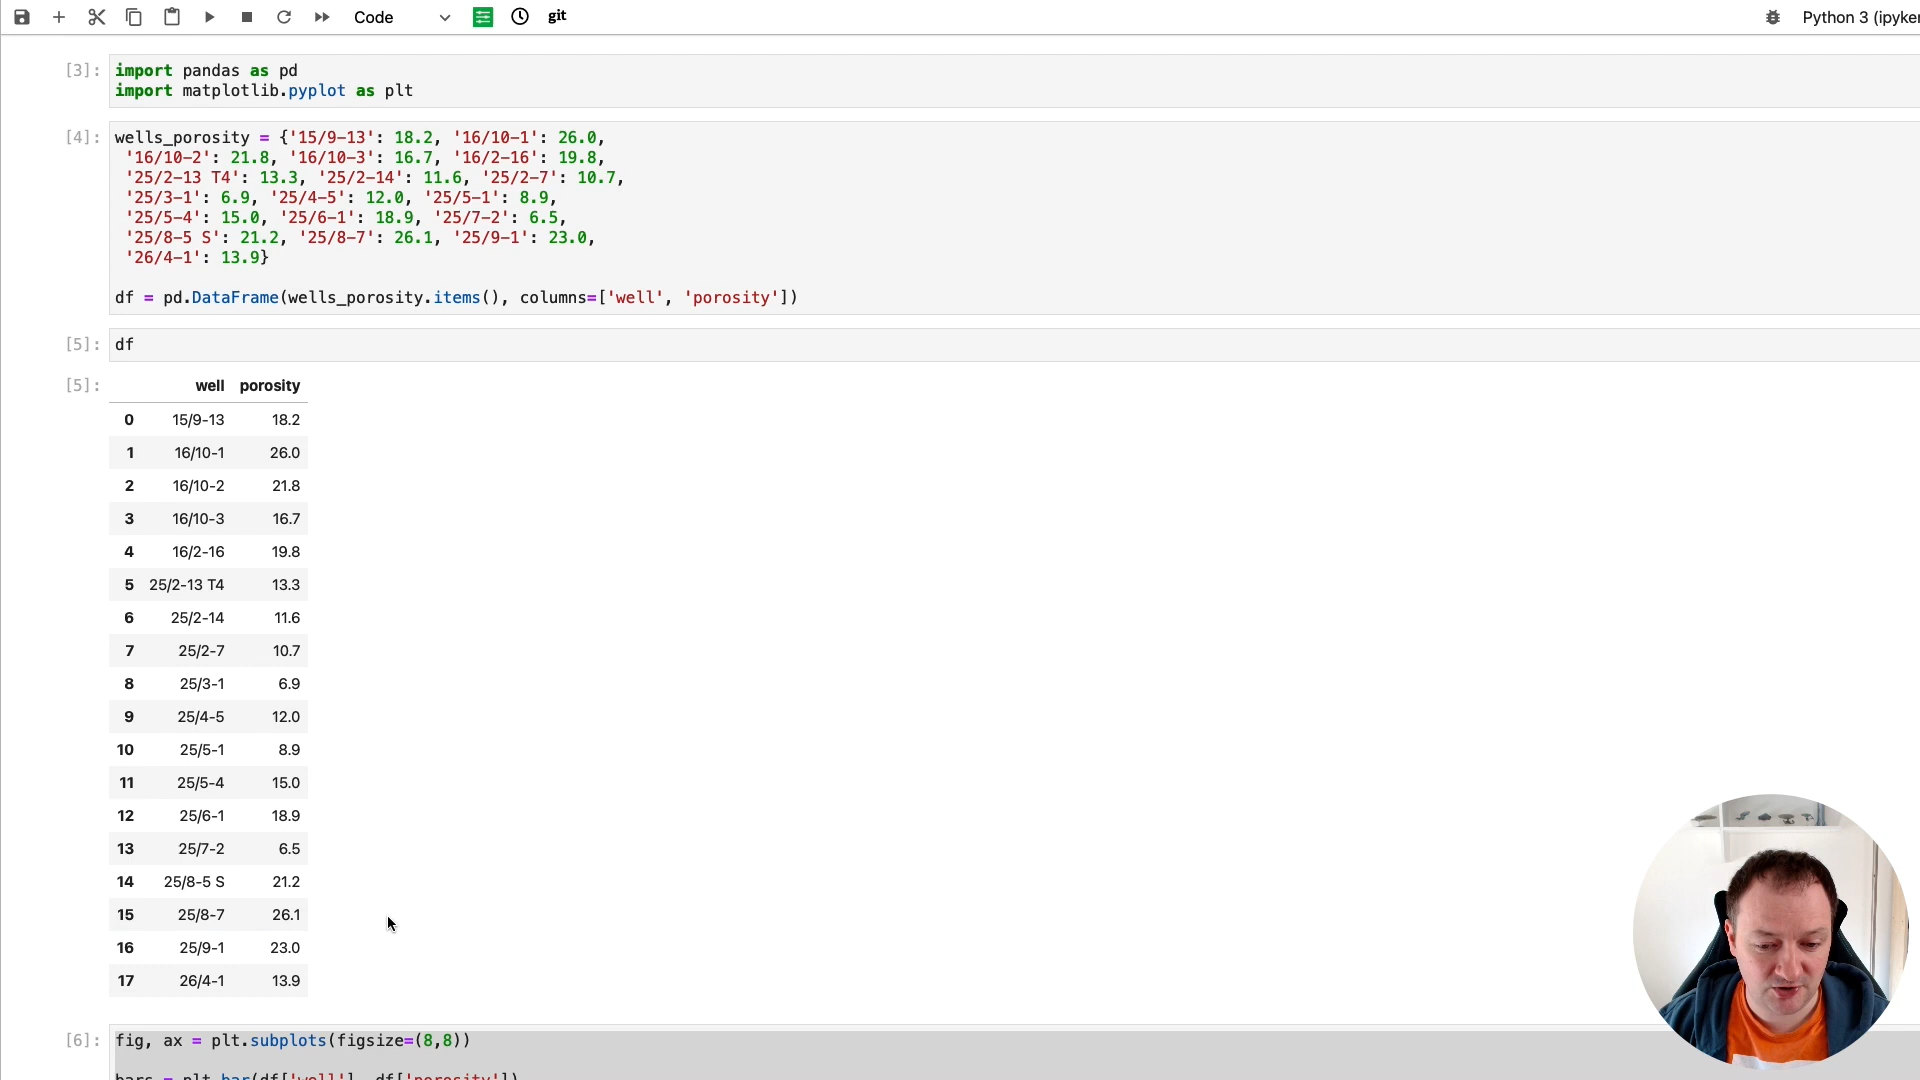 Code git Python 3 (ipyker
[3]: import pandas as pd
import matplotlib.pyplot as plt
[4]: wells_porosity = {'15/9-13': 18.2, '16/10-1': 26.0,
'16/10-2': 21.8, '16/10-3': 16.7, '16/2-16': 19.8,
'25/2-13 T4': 13.3, '25/2-14': 11.6, '25/2-7': 10.7,
'25/3-1': 6.9, '25/4-5': 12.0, '25/5-1': 8.9,
'25/5-4': 15.0, '25/6-1': 18.9, '25/7-2': 6.5,
'25/8-5 S': 21.2, '25/8-7': 26.1, '25/9-1': 23.0,
'26/4-1': 13.9}
df = pd.DataFrame(wells_porosity.items(), columns=['well', 'porosity'])
[5]: df
[5]: well porosity
0 15/9-13 18.2
1 16/10-1 26.0
2 16/10-2 21.8
3 16/10-3 16.7
4 16/2-16 19.8
5 25/2-13 T4 13.3
6 25/2-14 11.6
7 25/2-7 10.7
8 25/3-1 6.9
9 25/4-5 12.0
10 25/5-1 8.9
11 25/5-4 15.0
12 25/6-1 18.9
13 25/7-2 6.5
14 25/8-5 S 21.2
15 25/8-7 26.1
16 25/9-1 23.0
17 26/4-1 13.9
[6]: fig, ax = plt.subplots(figsize=(8,8))
bars = plt.bar(df['well'], df['porosity'])